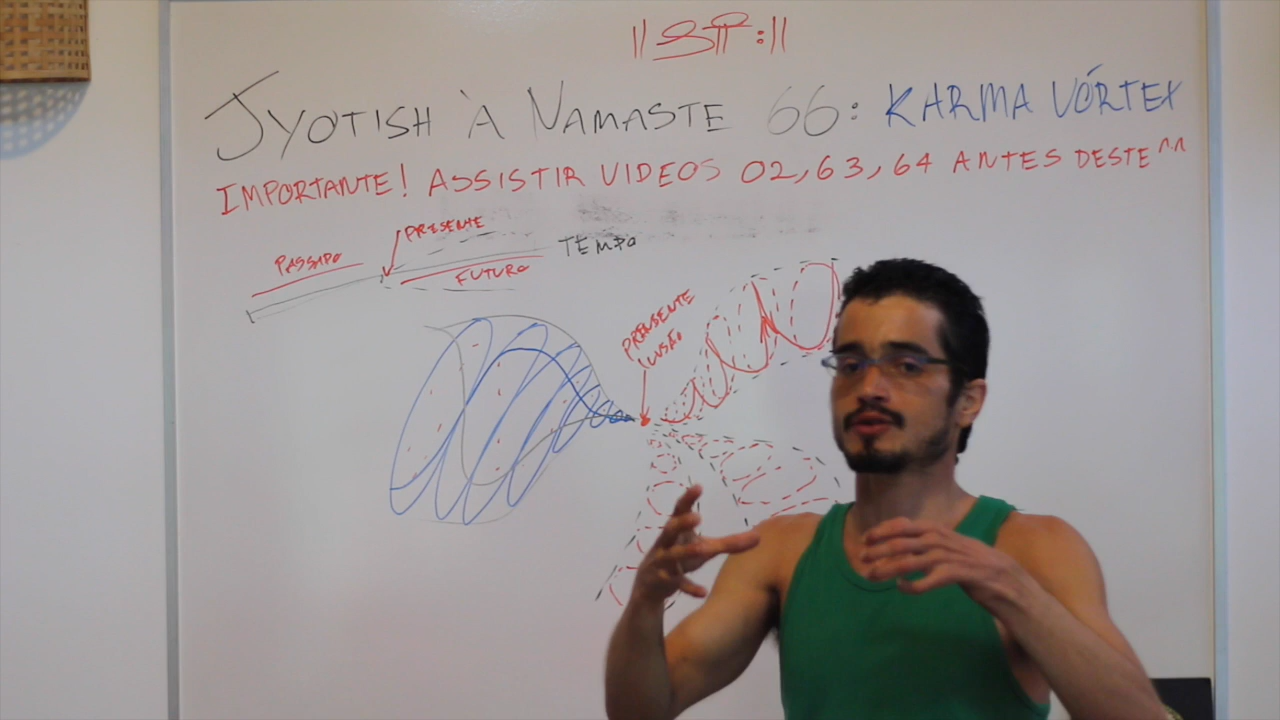 JYOTISH À NAMASTE 66: KARMA VÓRTEX
IMPORTANTE! ASSISTIR VIDEOS 02, 63, 64 ANTES DESTE ^^
PRESENTE
PASSADO
TEMPO
FUTURO
PRESENTE
ILUSÃO